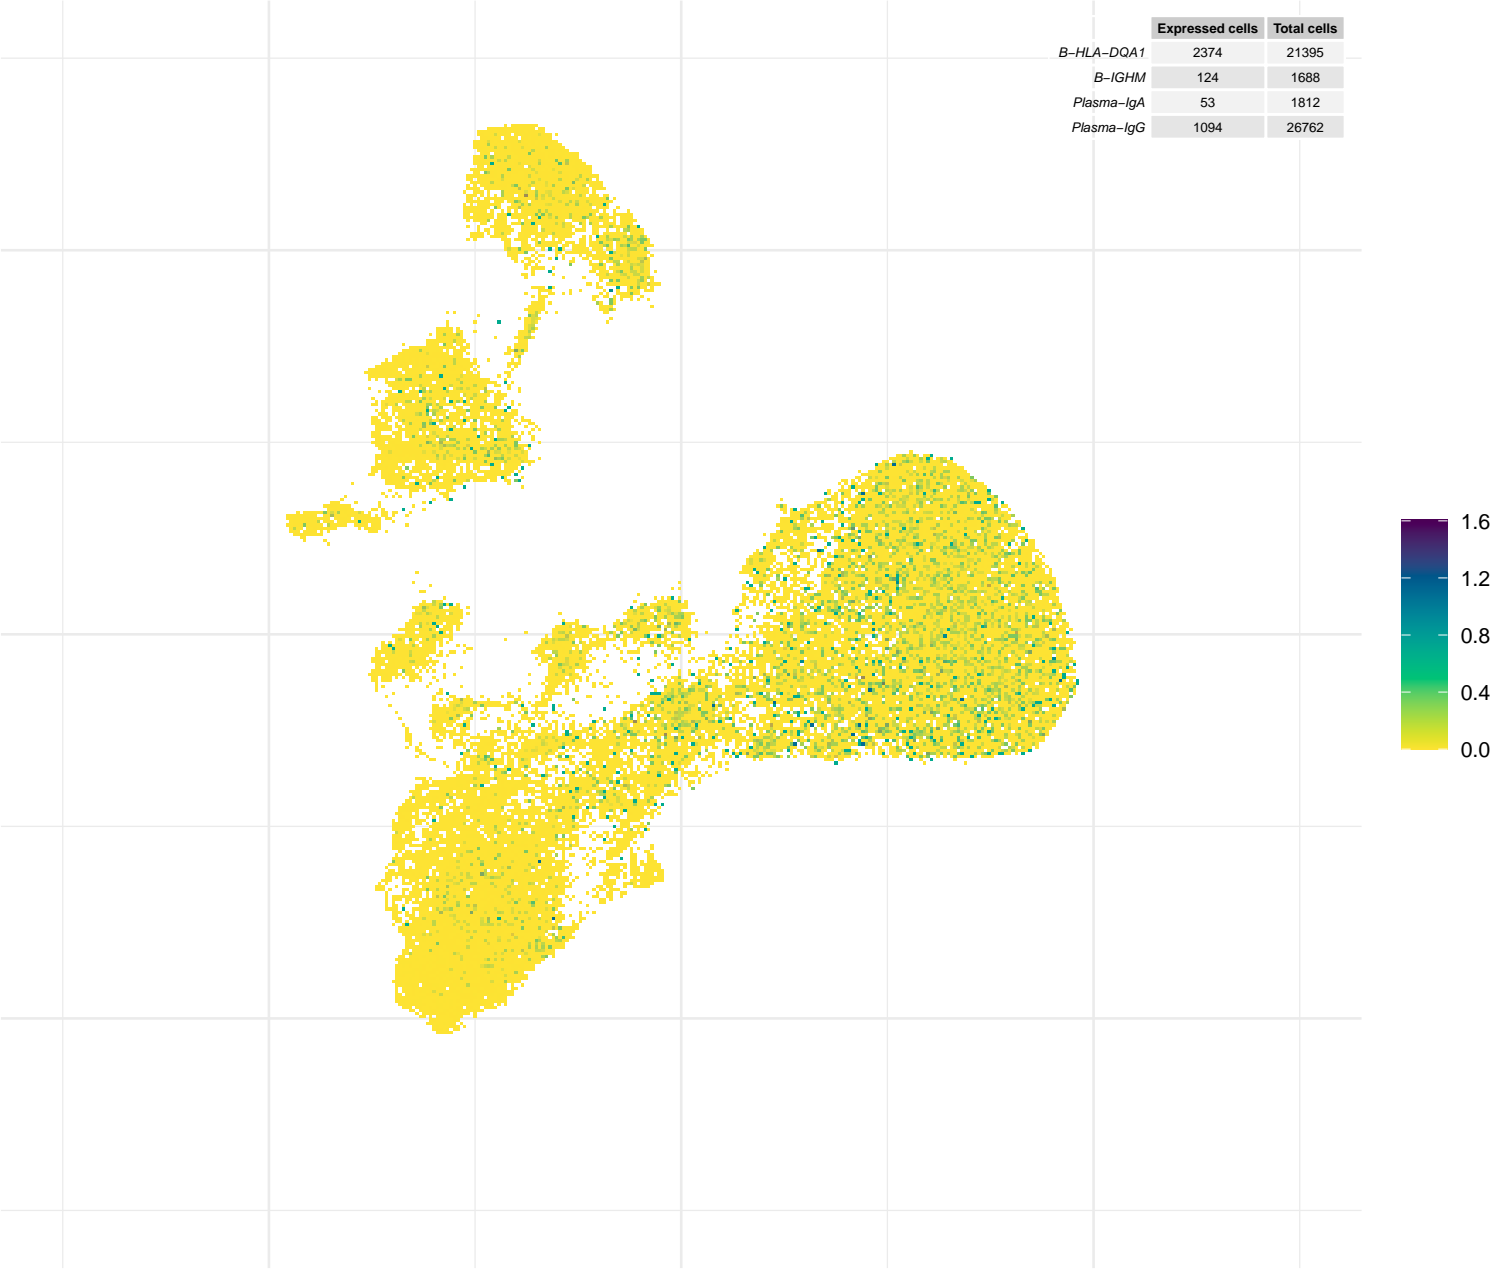 Expressed cells Total cells
B−HLA−DQA1 2374 21395
B−IGHM 124 1688
Plasma−IgA 53 1812
Plasma−IgG 1094 26762
1.6
1.2
0.8
0.4
0.0